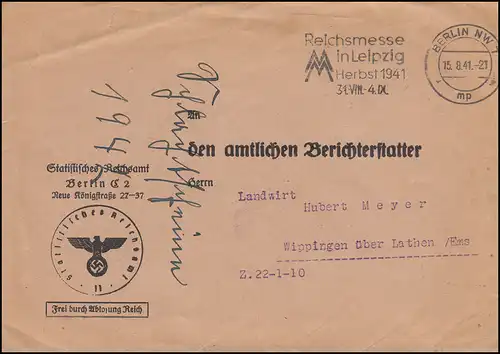 Reichsmesse
in Leipzig
Herbst 1941
31.VIII.-4.IX.
BERLIN NW 7
15.8.41.-21
mp
An
den amtlichen Berichterstatter
Herrn
Landwirt
Hubert Meyer
Wippingen über Lathen /Ems
Z.22-1-10
Statistisches Reichsamt
Berlin C 2
Neue Königstraße 27-37
Statistisches Reichsamt
11
Frei durch Ablösung Reich
194